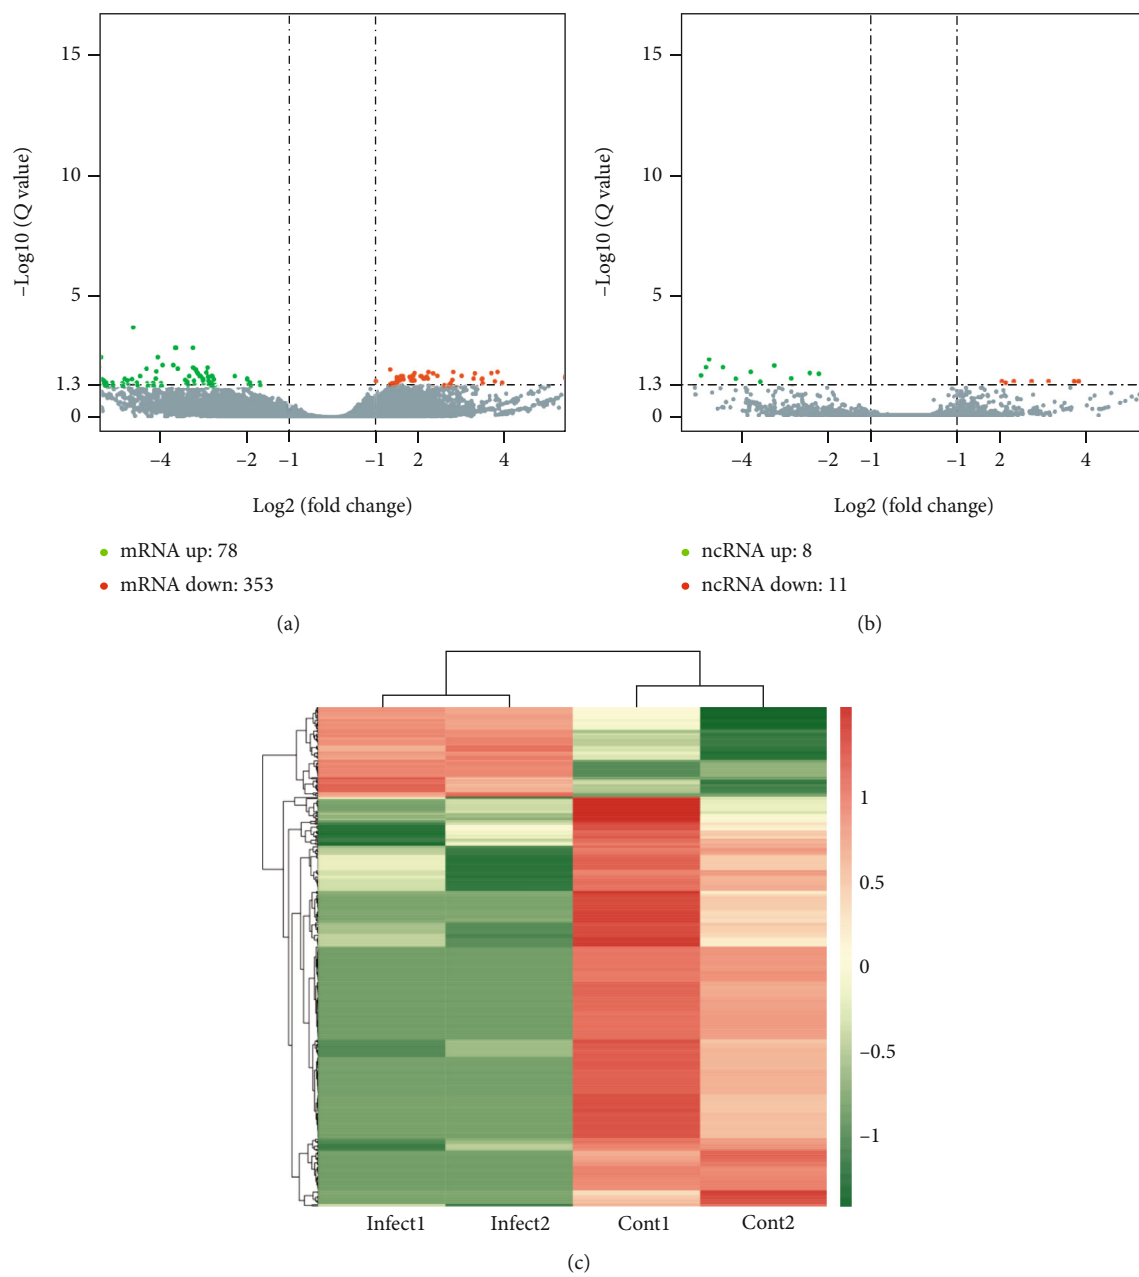 15
10
5
1.3
0
–Log10 (Q value)
–4 –2 –1 –1 2 4
Log2 (fold change)
mRNA up: 78
mRNA down: 353
(a)
15
10
5
1.3
0
–Log10 (Q value)
–4 –2 –1 –1 2 4
Log2 (fold change)
ncRNA up: 8
ncRNA down: 11
(b)
1
0.5
0
–0.5
–1
Infect1 Infect2 Cont1 Cont2
(c)